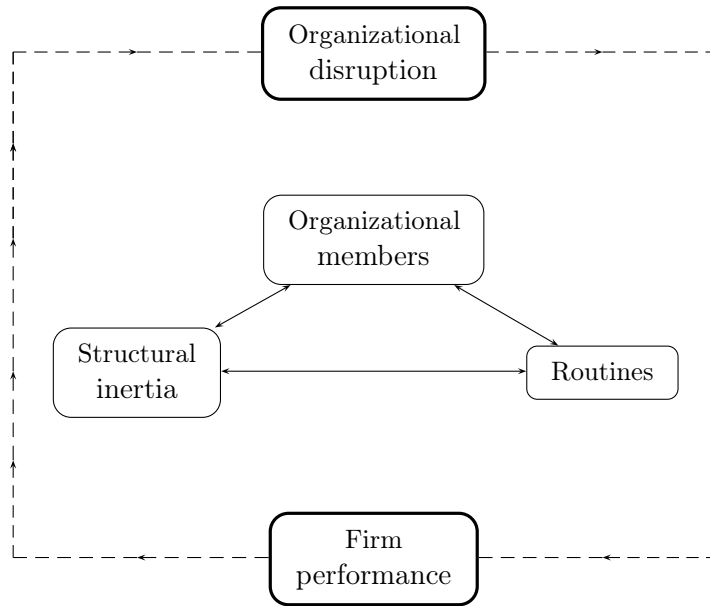 Organizational
disruption
Organizational
members
Structural
inertia
Routines
Firm
performance